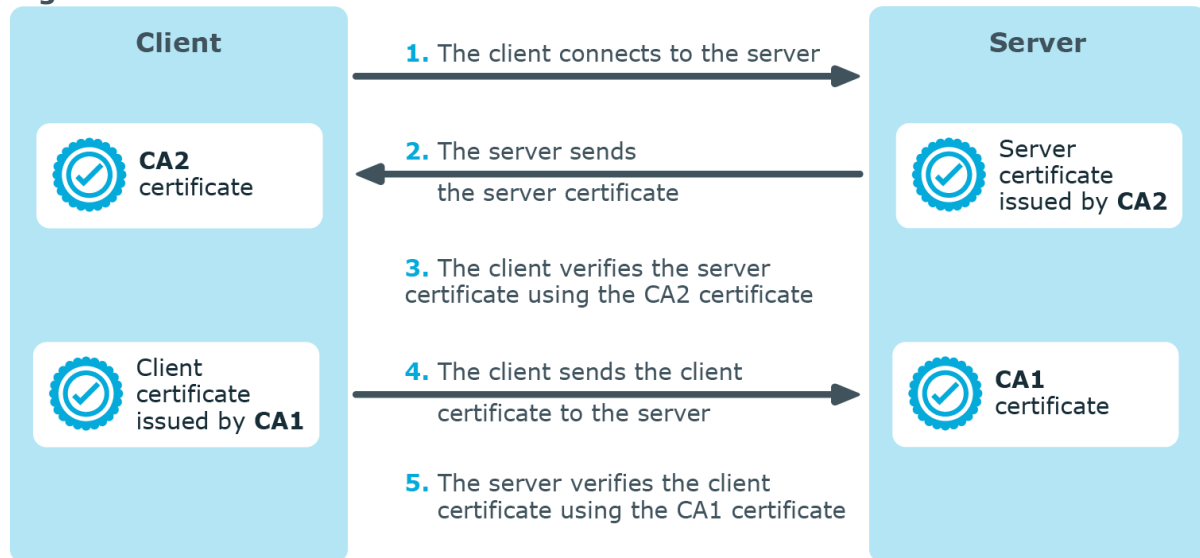 Client
1. The client connects to the server
Server
CA2
certificate
2. The server sends
the server certificate
Server
certificate
issued by CA2
3. The client verifies the server
certificate using the CA2 certificate
Client
certificate
issued by CA1
4. The client sends the client
certificate to the server
CA1
certificate
5. The server verifies the client
certificate using the CA1 certificate